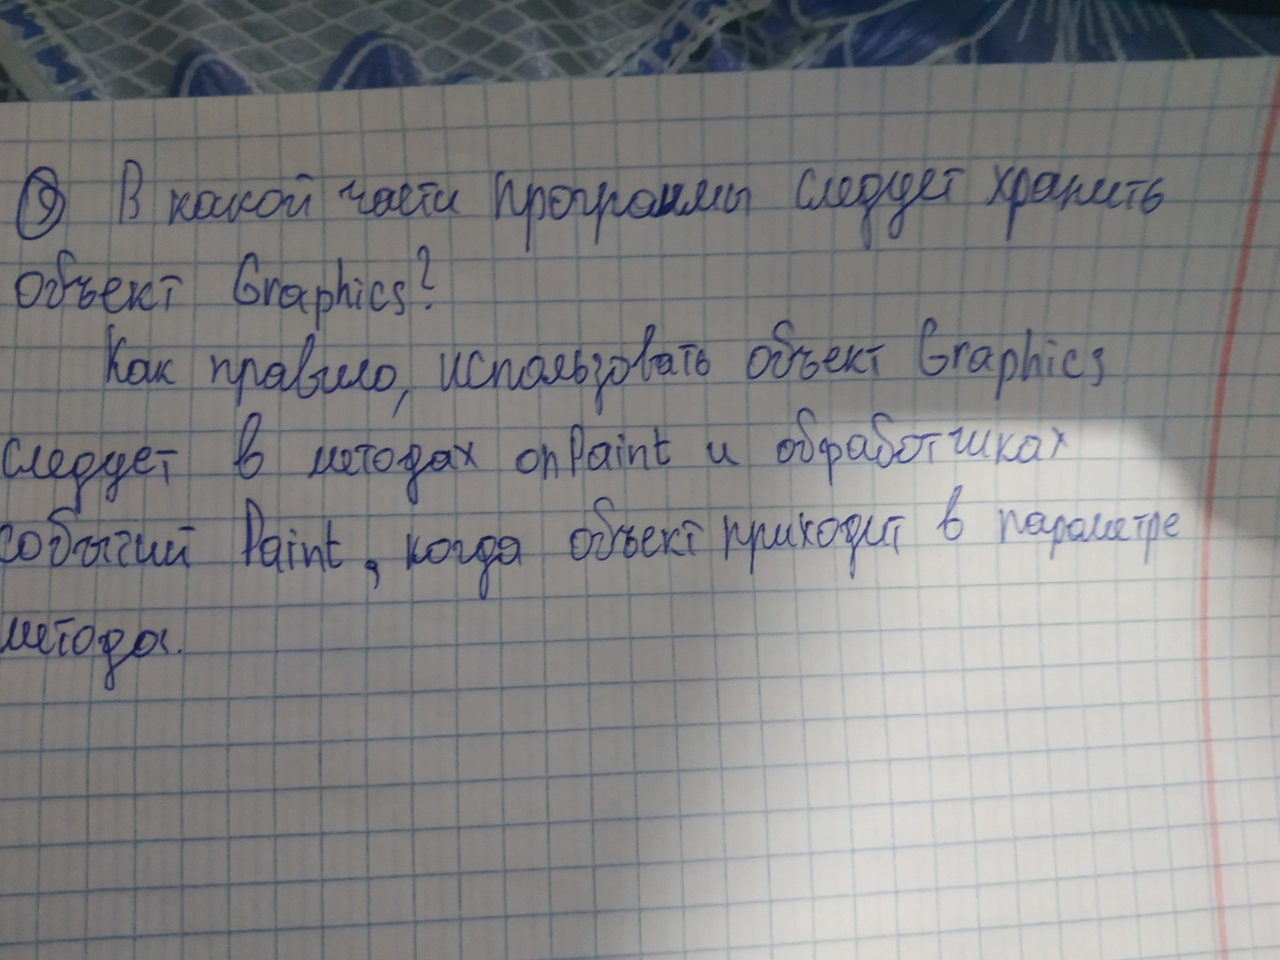 9 В какой части программы следует хранить
объект Graphics?
Как правило, использовать объект Graphics
следует в методах onPaint и обработчиках
событий Paint, когда объект приходит в параметре
метода.